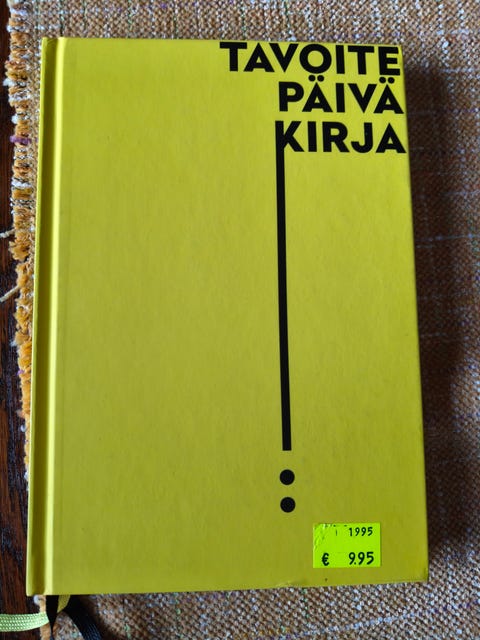 TAVOITE
PÄIVÄ
KIRJA
1995
€ 9.95